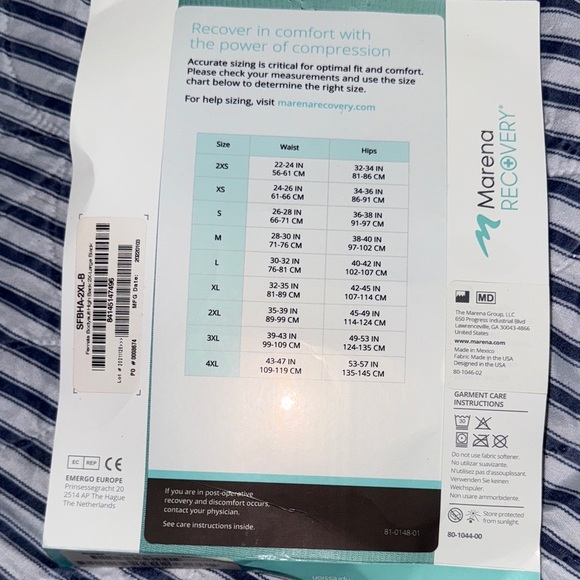 Recover in comfort with
the power of compression
Accurate sizing is critical for optimal fit and comfort.
Please check your measurements and use the size
chart below to determine the right size.
For help sizing, visit marenarecovery.com
Size Waist Hips
2XS 22-24 IN 32-34 IN
56-61 CM 81-86 CM
XS 24-26 IN 34-36 IN
61-66 CM 86-91 CM
S 26-28 IN 36-38 IN
66-71 CM 91-97 CM
M 28-30 IN 38-40 IN
71-76 CM 97-102 CM
L 30-32 IN 40-42 IN
76-81 CM 102-107 CM
XL 32-35 IN 42-45 IN
81-89 CM 107-114 CM
2XL 35-39 IN 45-49 IN
89-99 CM 114-124 CM
3XL 39-43 IN 49-53 IN
99-109 CM 124-135 CM
4XL 43-47 IN 53-57 IN
109-119 CM 135-145 CM
If you are in post-operative
recovery and discomfort occurs,
contact your physician.
See care instructions inside.
81-0148-01
SFBHA-2XL-B
Female Bodysuit High-Back 2X-Large Black
MFG Date:
PO #0009874
EC REP CE
EMERGO EUROPE
Prinsessegracht 20
2514 AP The Hague
The Netherlands
Marena
RECOVERY®
MD
The Marena Group, LLC
650 Progress Industrial Blvd
Lawrenceville, GA 30043-4866
United States
www.marena.com
Made in Mexico
Fabric Made in the USA
Designed in the USA
80-1046-02
GARMENT CARE
INSTRUCTIONS
30
Do not use fabric softener.
No utilizar suavizante.
N'utilisez pas d'assouplissant.
Verwenden Sie keinen
Weichspüler.
Non usare ammorbidente.
Store protected
from sunlight.
80-1044-00